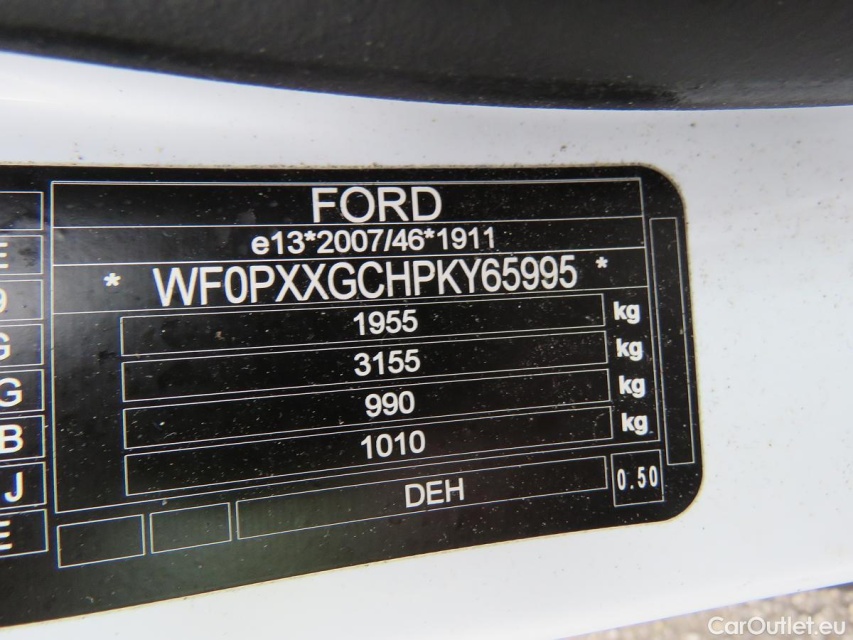 FORD
e13*2007/46*1911
* WF0PXXGCHPKY65995 *
1955 kg
3155 kg
990 kg
1010 kg
DEH 0.50
E
9
G
G
B
J
E
CarOutlet.eu